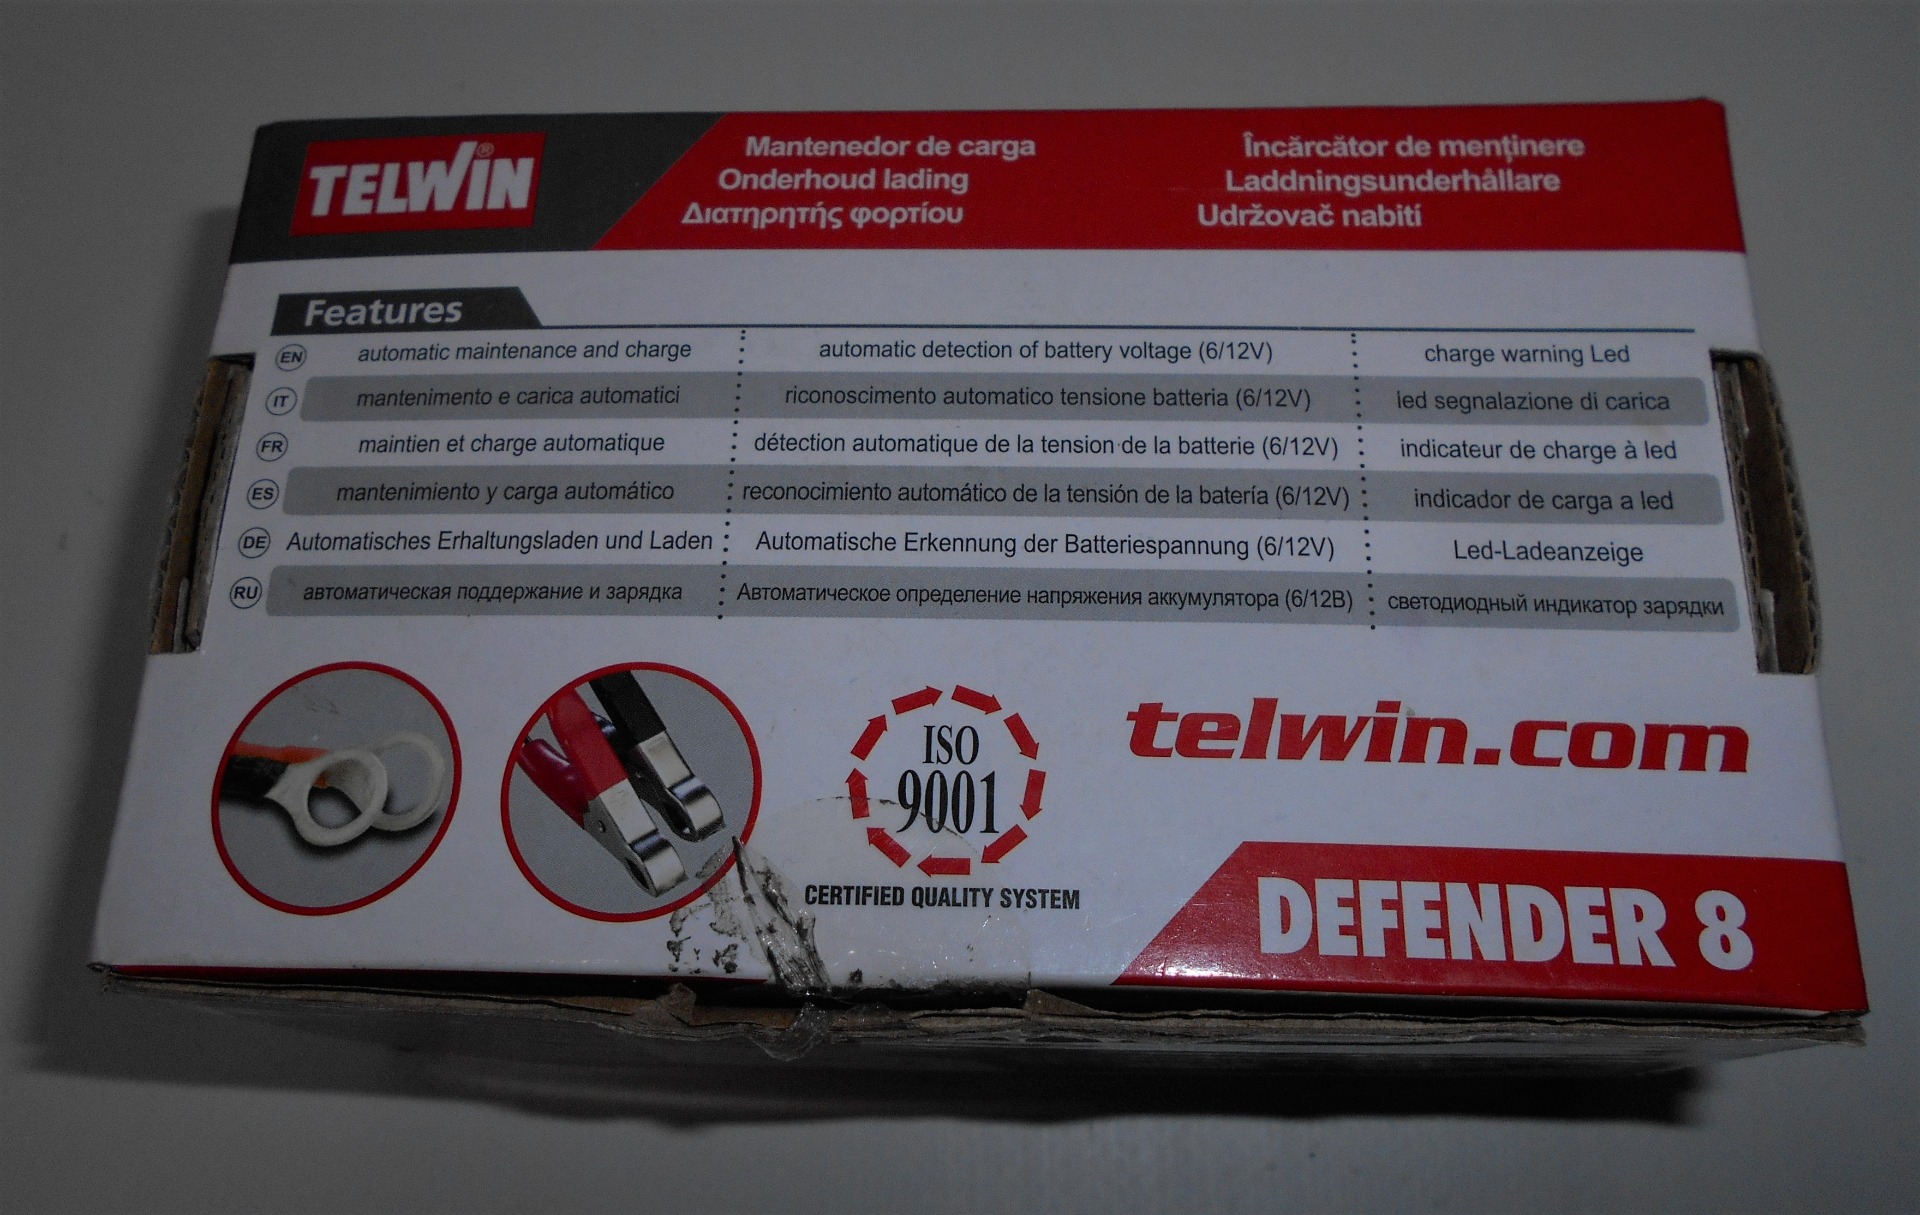 TELWIN®
Mantenedor de carga
Onderhoud lading
Διατηρητής φορτίου
Încărcător de menținere
Laddningsunderhållare
Udržovač nabití
Features
EN automatic maintenance and charge automatic detection of battery voltage (6/12V) charge warning Led
IT mantenimento e carica automatici riconoscimento automatico tensione batteria (6/12V) led segnalazione di carica
FR maintien et charge automatique détection automatique de la tension de la batterie (6/12V) indicateur de charge à led
ES mantenimiento y carga automático reconocimiento automático de la tensión de la batería (6/12V) indicador de carga a led
DE Automatisches Erhaltungsladen und Laden Automatische Erkennung der Batteriespannung (6/12V) Led-Ladeanzeige
RU автоматическая поддержание и зарядка Автоматическое определение напряжения аккумулятора (6/12В) светодиодный индикатор зарядки
ISO
9001
CERTIFIED QUALITY SYSTEM
telwin.com
DEFENDER 8